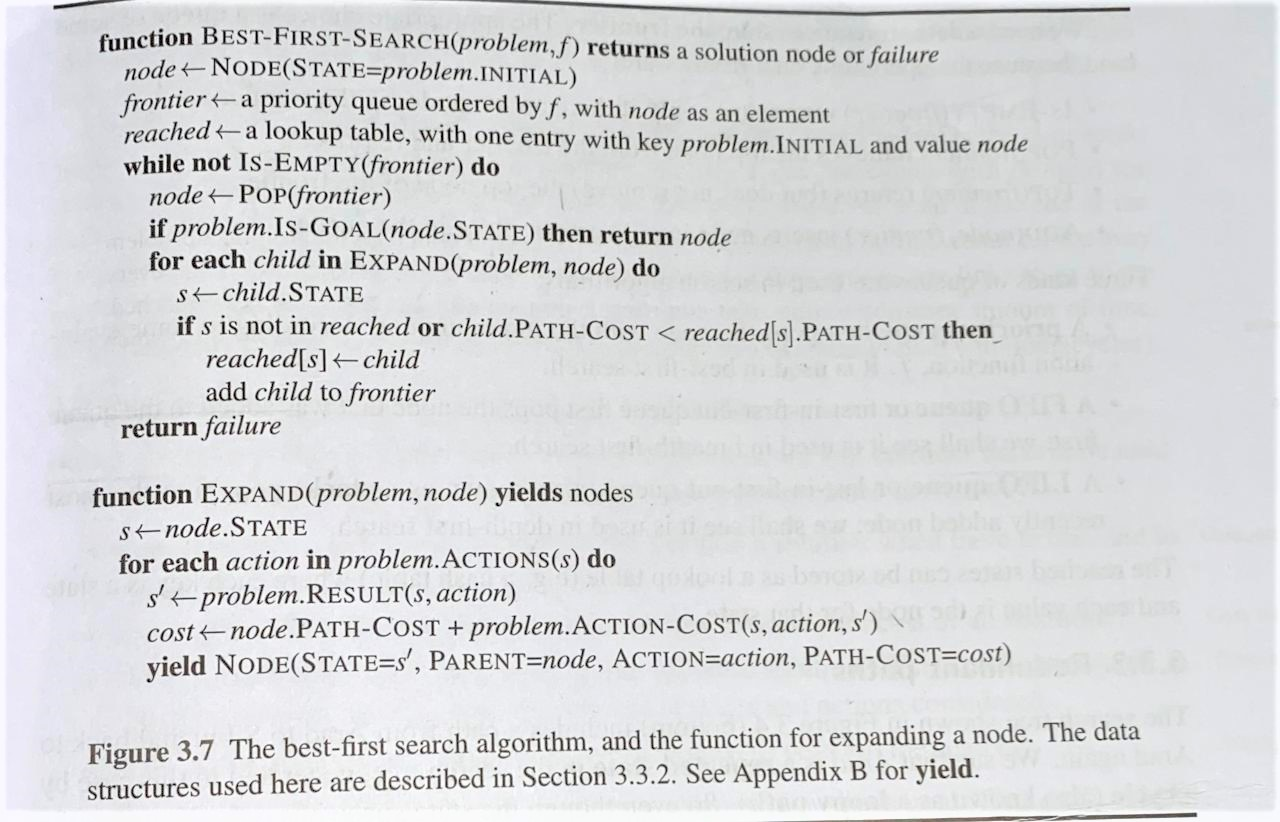 function BEST-FIRST-SEARCH(problem,f) returns a solution node or failure
node ← NODE(STATE=problem.INITIAL)
frontier ← a priority queue ordered by f, with node as an element
reached ← a lookup table, with one entry with key problem.INITIAL and value node
while not IS-EMPTY(frontier) do
node ← POP(frontier)
if problem.IS-GOAL(node.STATE) then return node
for each child in EXPAND(problem, node) do
s ← child.STATE
if s is not in reached or child.PATH-COST < reached[s].PATH-COST then
reached[s] ← child
add child to frontier
return failure
function EXPAND(problem, node) yields nodes
s ← node.STATE
for each action in problem.ACTIONS(s) do
s′ ← problem.RESULT(s, action)
cost ← node.PATH-COST + problem.ACTION-COST(s, action, s′)
yield NODE(STATE=s′, PARENT=node, ACTION=action, PATH-COST=cost)
Figure 3.7 The best-first search algorithm, and the function for expanding a node. The data
structures used here are described in Section 3.3.2. See Appendix B for yield.